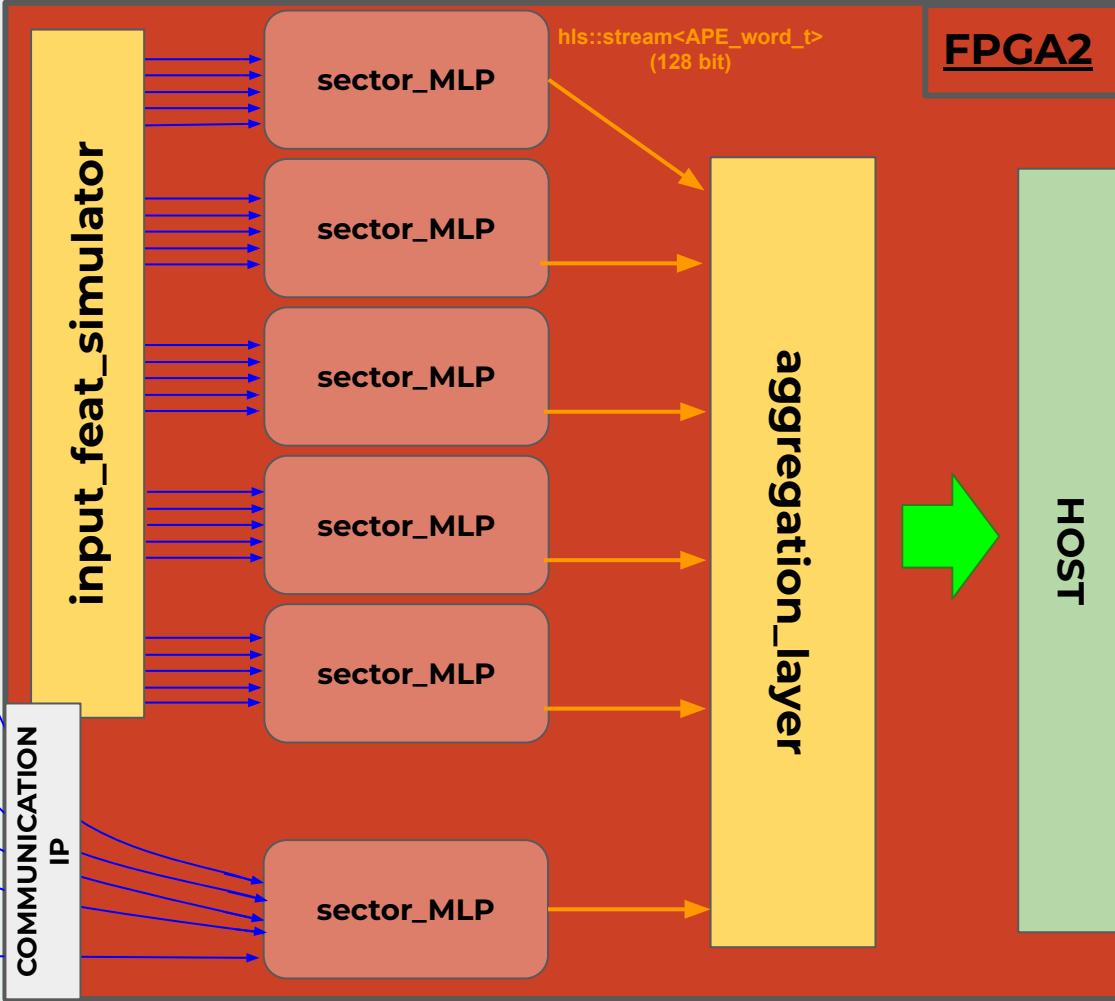 hls::stream<APE_word_t>
(128 bit)
FPGA2
input_feat_simulator
sector_MLP
sector_MLP
sector_MLP
sector_MLP
sector_MLP
sector_MLP
aggregation_layer
HOST
COMMUNICATION
IP